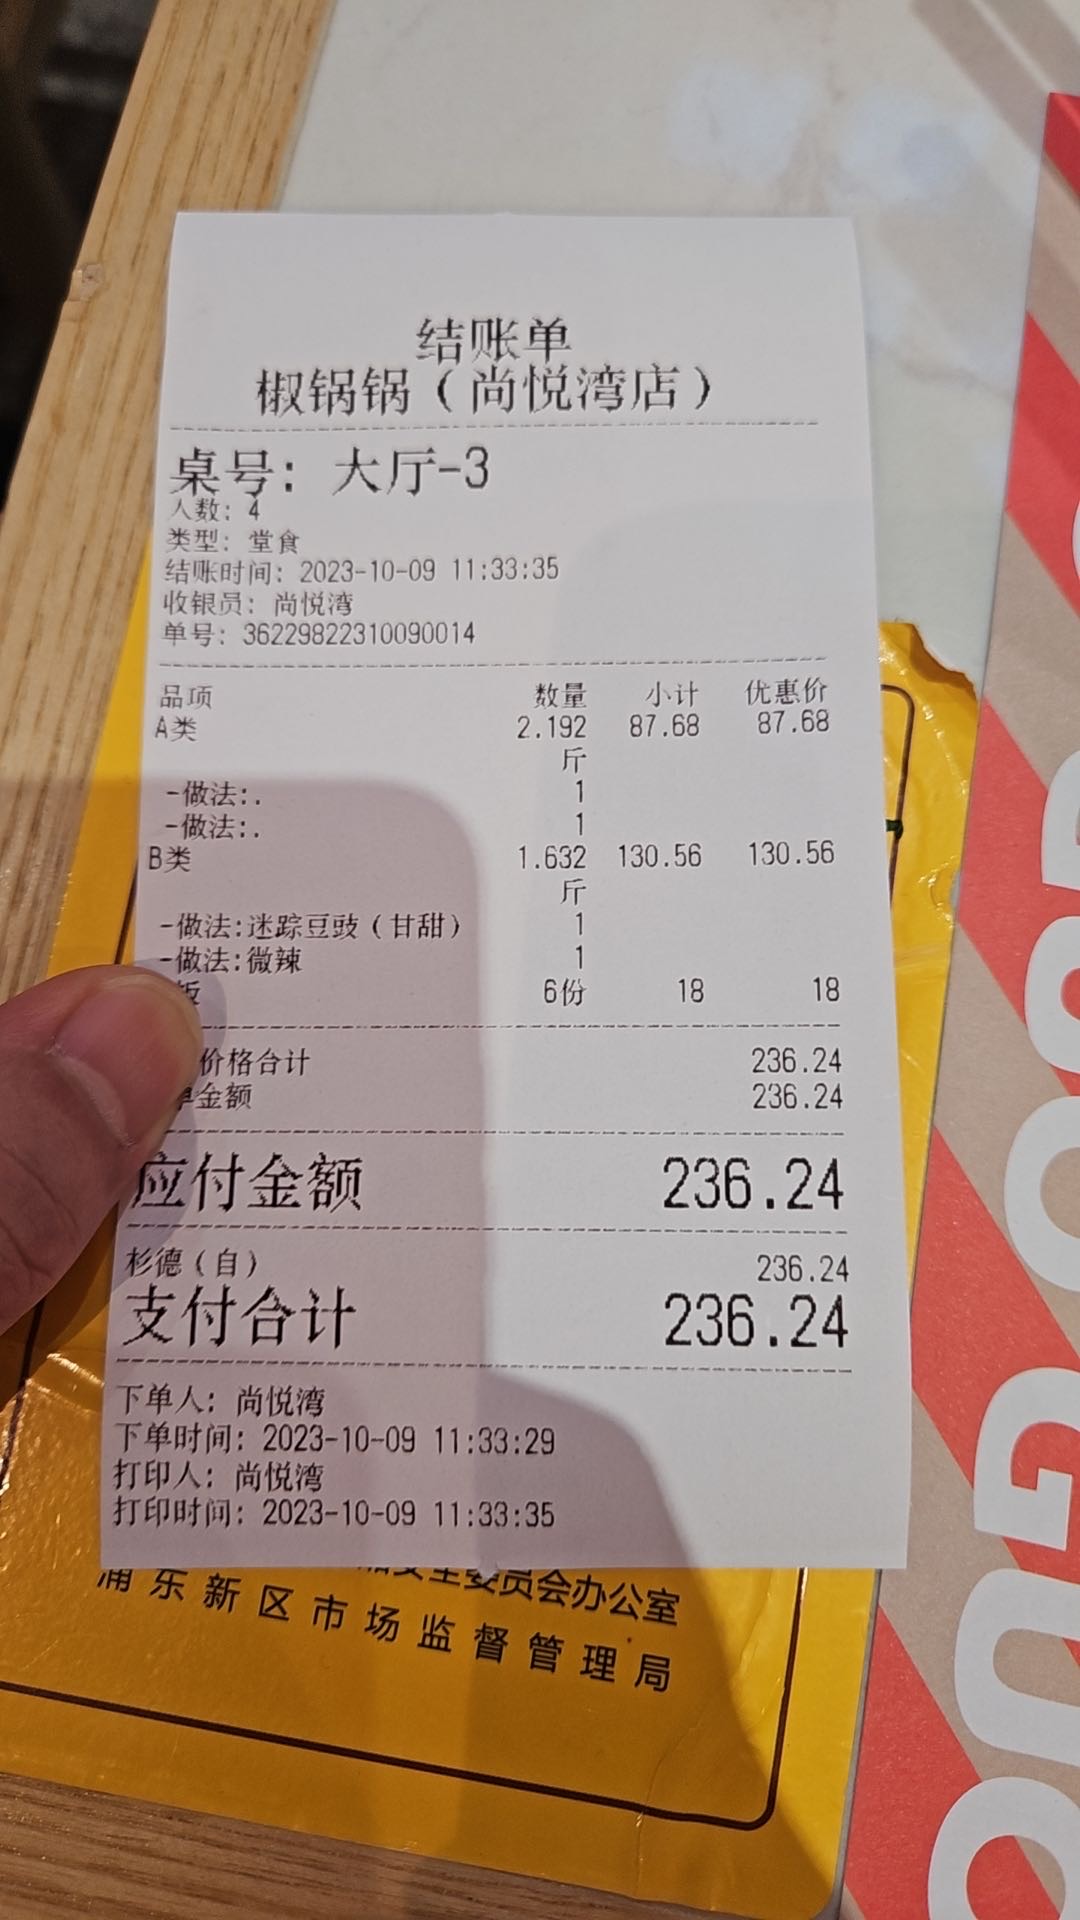 结账单
椒锅锅（尚悦湾店）
桌号: 大厅-3
人数: 4
类型: 堂食
结账时间: 2023-10-09 11:33:35
收银员: 尚悦湾
单号: 36229822310090014
品项 数量 小计 优惠价
A类 2.192 87.68 87.68
斤
-做法:. 1
-做法:. 1
B类 1.632 130.56 130.56
斤
-做法:迷踪豆豉（甘甜） 1
-做法:微辣 1
饭 6份 18 18
价格合计 236.24
金额 236.24
应付金额 236.24
杉德（自） 236.24
支付合计 236.24
下单人: 尚悦湾
下单时间: 2023-10-09 11:33:29
打印人: 尚悦湾
打印时间: 2023-10-09 11:33:35
安全委员会办公室
浦东新区市场监督管理局